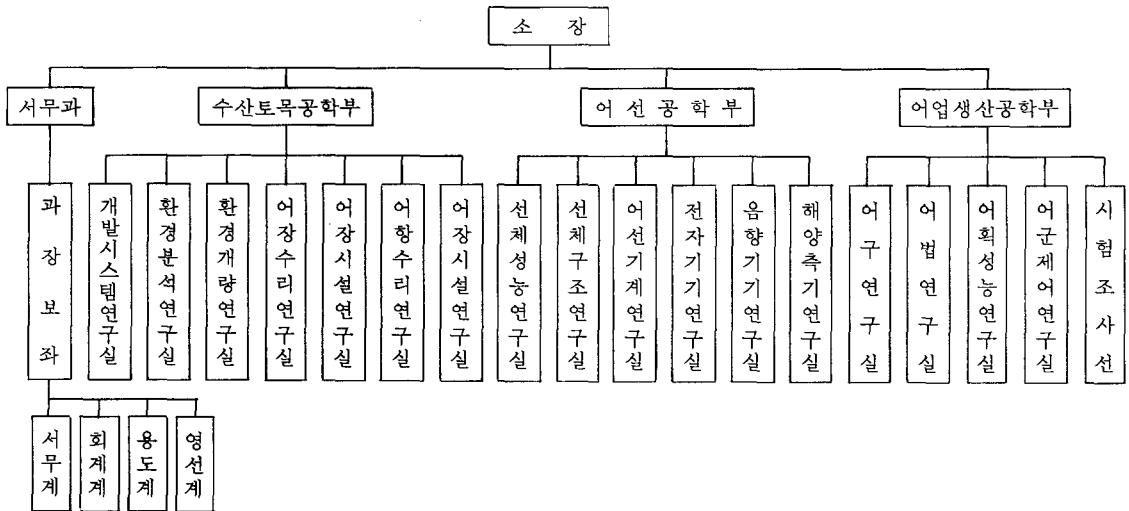 소 장
서무과
수산토목공학부
어 선 공 학 부
어업생산공학부
과장보좌
개발시스템연구실
환경분석연구실
환경개량연구실
어장수리연구실
어장시설연구실
어항수리연구실
어장시설연구실
선체성능연구실
선체구조연구실
어선기계연구실
전자기기연구실
음향기기연구실
해양측기연구실
어구연구실
어법연구실
어획성능연구실
어군제어연구실
시험조사선
서무계
회계계
용도계
영선계